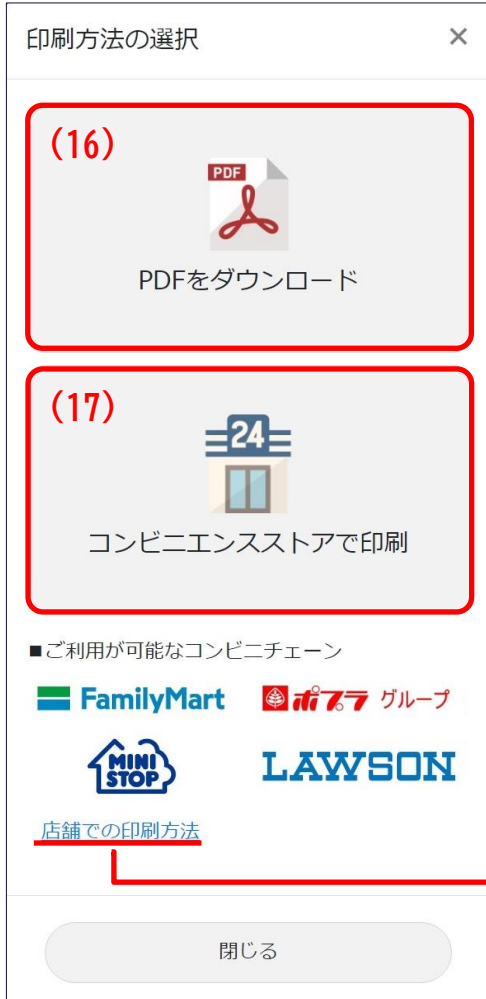 印刷方法の選択 ×
(16)
PDF
PDFをダウンロード
(17)
24
コンビニエンスストアで印刷
■ご利用が可能なコンビニチェーン
FamilyMart ポプラ グループ
MINI STOP LAWSON
店舗での印刷方法
閉じる